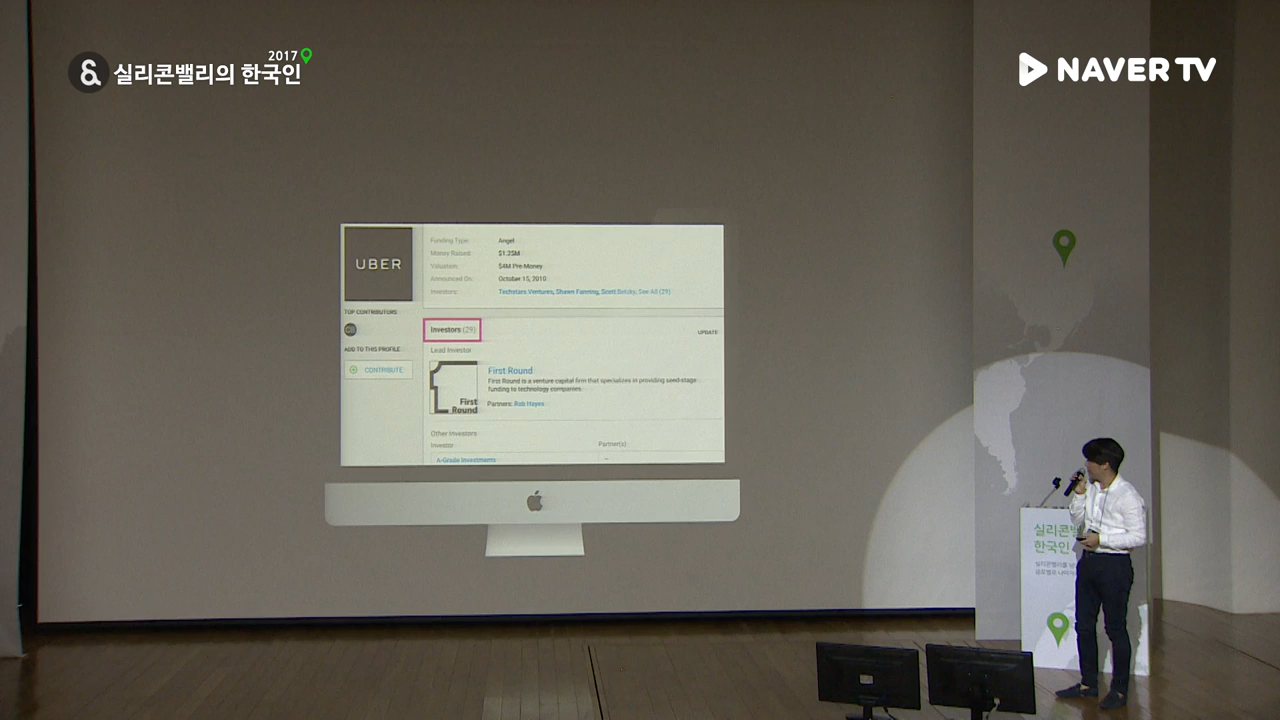 2017
& 실리콘밸리의 한국인
NAVER TV
UBER
Funding Type: Angel
Money Raised: $1.25M
Valuation: $4M Pre-Money
Announced On: October 15, 2010
Investors: Techstars Ventures, Shawn Fanning, Scott Belsky, See All (29)
TOP CONTRIBUTORS
ADD TO THIS PROFILE
CONTRIBUTE
Investors (29)
UPDATE
Lead Investor
First Round
First Round is a venture capital firm that specializes in providing seed-stage
funding to technology companies.
Partners: Rob Hayes
First
Round
Other Investors
Investor
Partner(s)
A-Grade Investments
--
실리콘밸
한국인